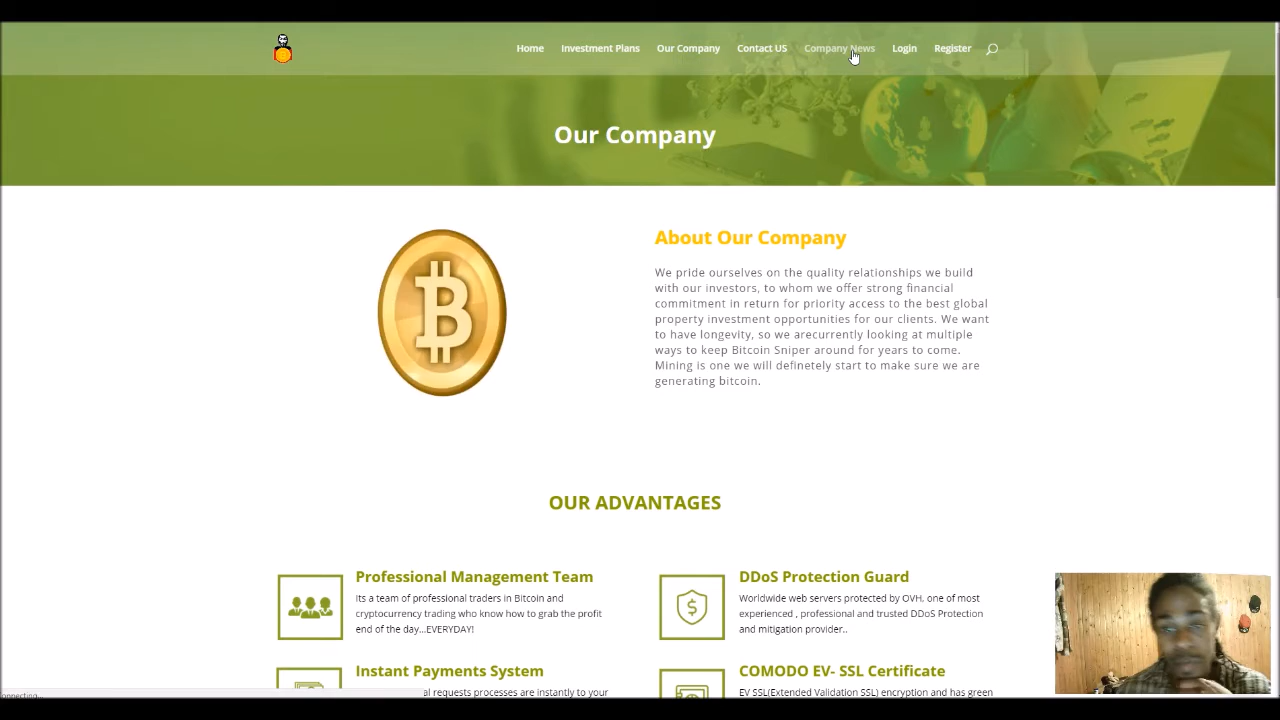 Home Investment Plans Our Company Contact US Company News Login Register
Our Company
About Our Company
We pride ourselves on the quality relationships we build
with our investors, to whom we offer strong financial
commitment in return for priority access to the best global
property investment opportunities for our clients. We want
to have longevity, so we arecurrently looking at multiple
ways to keep Bitcoin Sniper around for years to come.
Mining is one we will definetely start to make sure we are
generating bitcoin.
OUR ADVANTAGES
Professional Management Team
Its a team of professional traders in Bitcoin and
cryptocurrency trading who know how to grab the profit
end of the day...EVERYDAY!
DDoS Protection Guard
Worldwide web servers protected by OVH, one of most
experienced , professional and trusted DDoS Protection
and mitigation provider..
Instant Payments System
requests processes are instantly to your
COMODO EV- SSL Certificate
EV SSL(Extended Validation SSL) encryption and has green